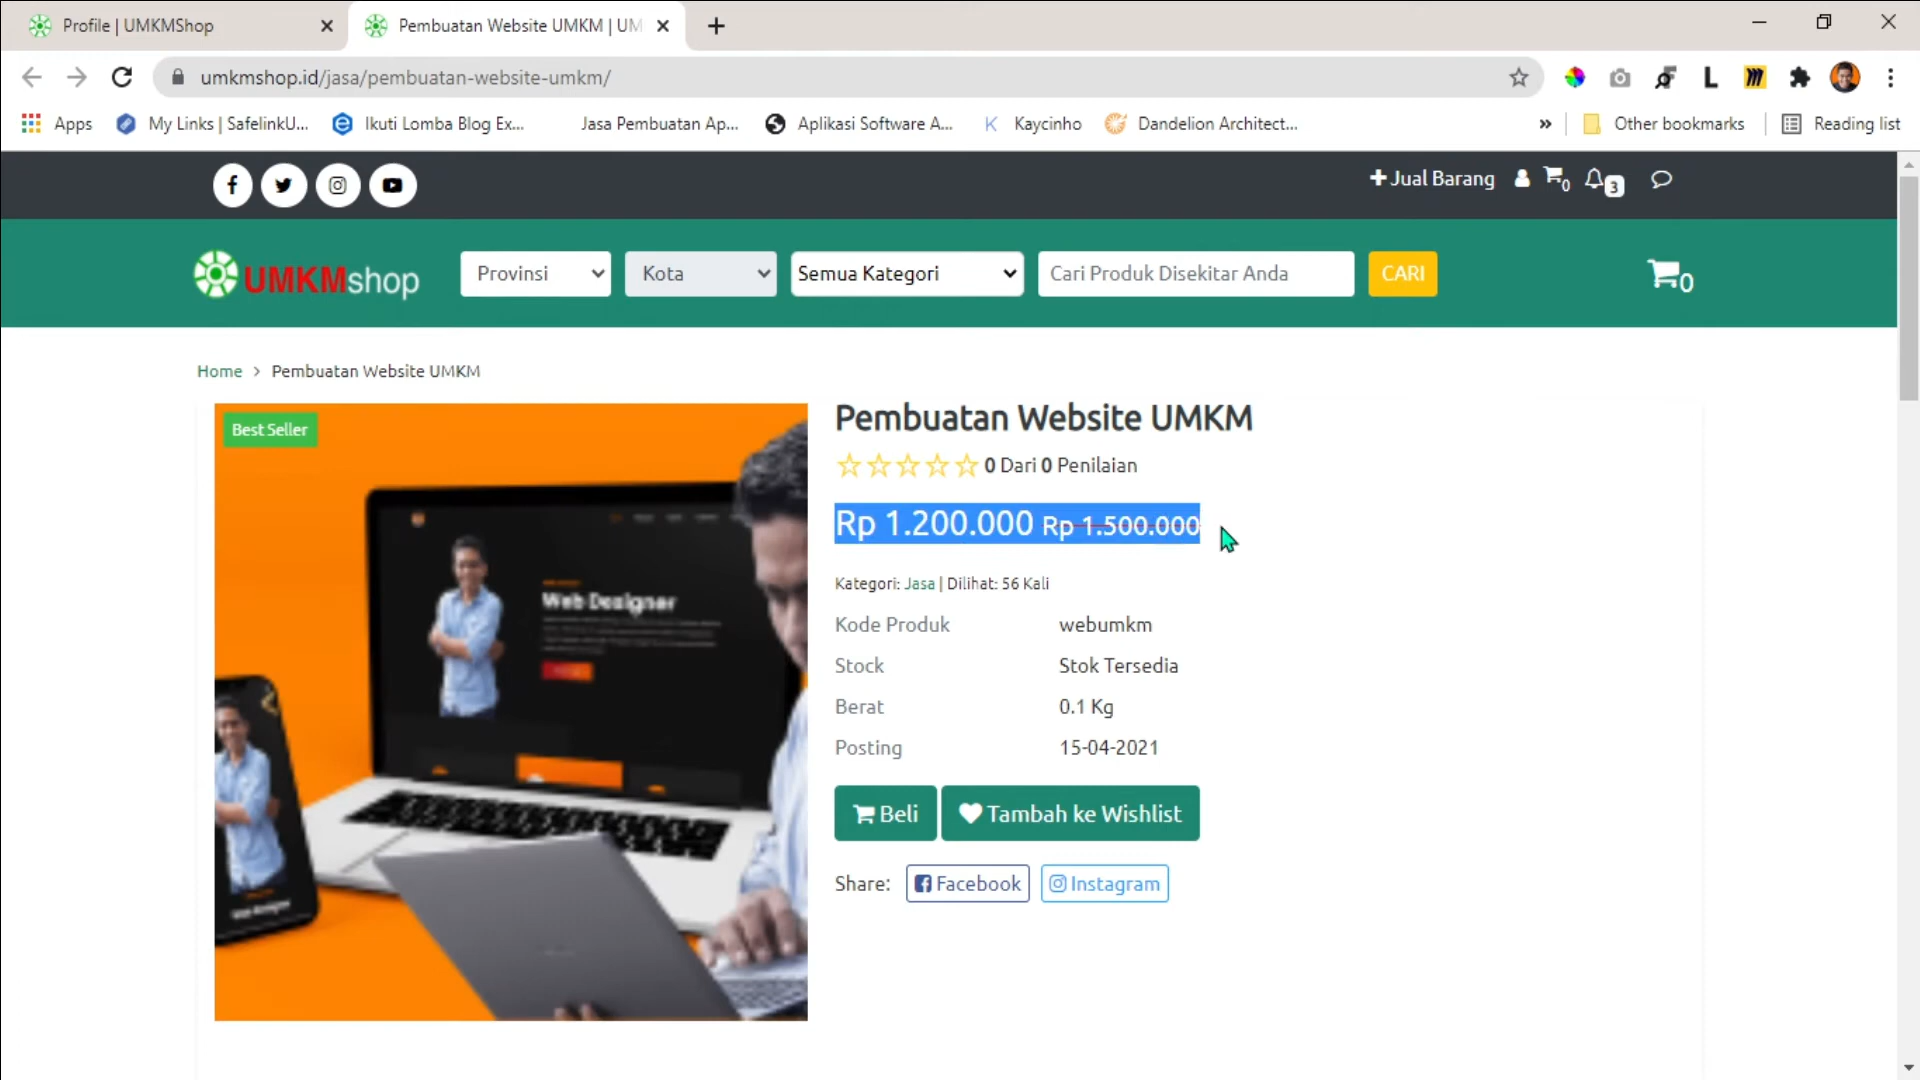 Profile | UMKMShop
Pembuatan Website UMKM | UM
umkmshop.id/jasa/pembuatan-website-umkm/
Apps
My Links | SafelinkU...
Ikuti Lomba Blog Ex...
Jasa Pembuatan Ap...
Aplikasi Software A...
K Kaycinho
Dandelion Architect...
»
Other bookmarks
Reading list
Jual Barang
0
3
UMKMshop
Provinsi
Kota
Semua Kategori
Cari Produk Disekitar Anda
CARI
0
Home > Pembuatan Website UMKM
Best Seller
Web Designer
Pembuatan Website UMKM
0 Dari 0 Penilaian
Rp 1.200.000 Rp 1.500.000
Kategori: Jasa | Dilihat: 56 Kali
Kode Produk webumkm
Stock Stok Tersedia
Berat 0.1 Kg
Posting 15-04-2021
Beli
Tambah ke Wishlist
Share: Facebook Instagram